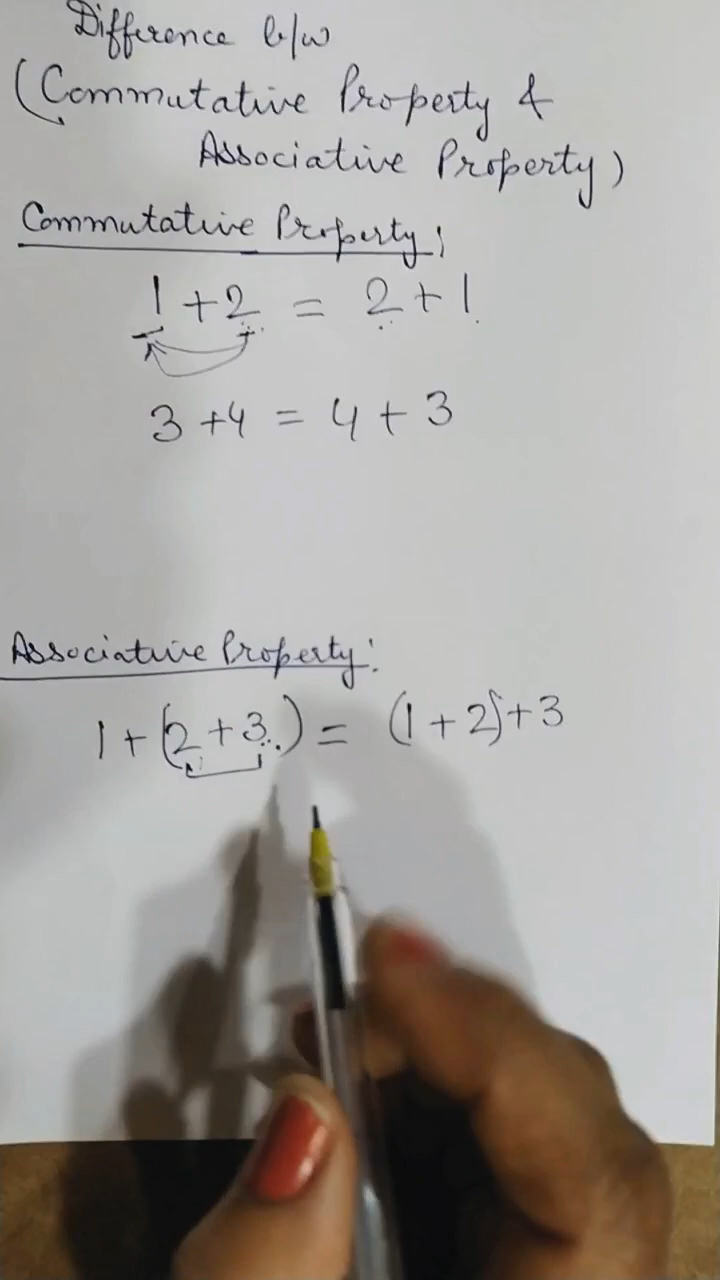 Difference b/w
(Commutative Property &
Associative Property)
Commutative Property:
1 + 2 = 2 + 1
3 + 4 = 4 + 3
Associative Property:
1 + (2 + 3) = (1 + 2) + 3